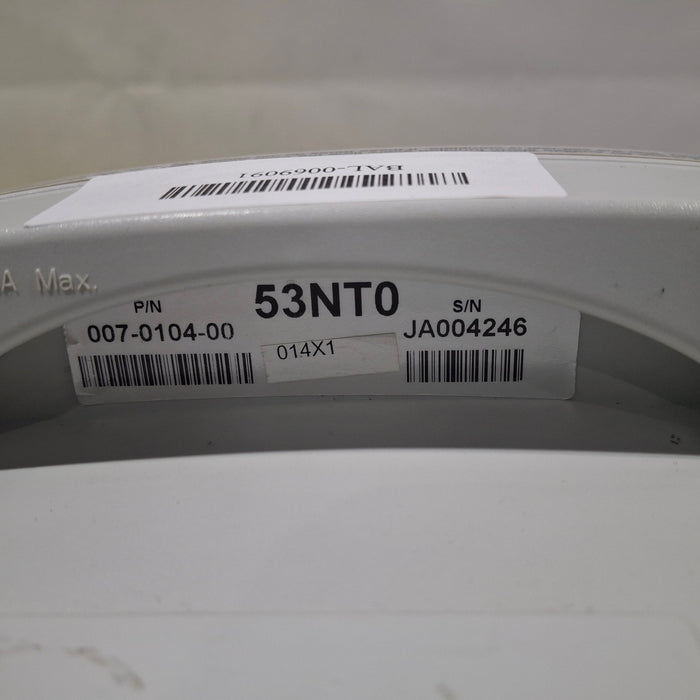 BAL-0069091
A Max.
53NT0
P/N
007-0104-00
014X1
S/N
JA004246